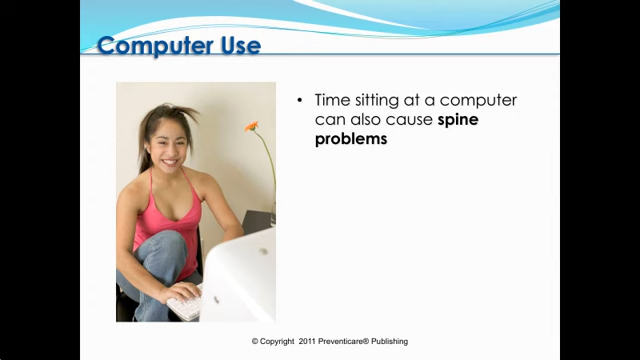 Computer Use
• Time sitting at a computer
can also cause spine
problems
© Copyright 2011 Preventicare® Publishing